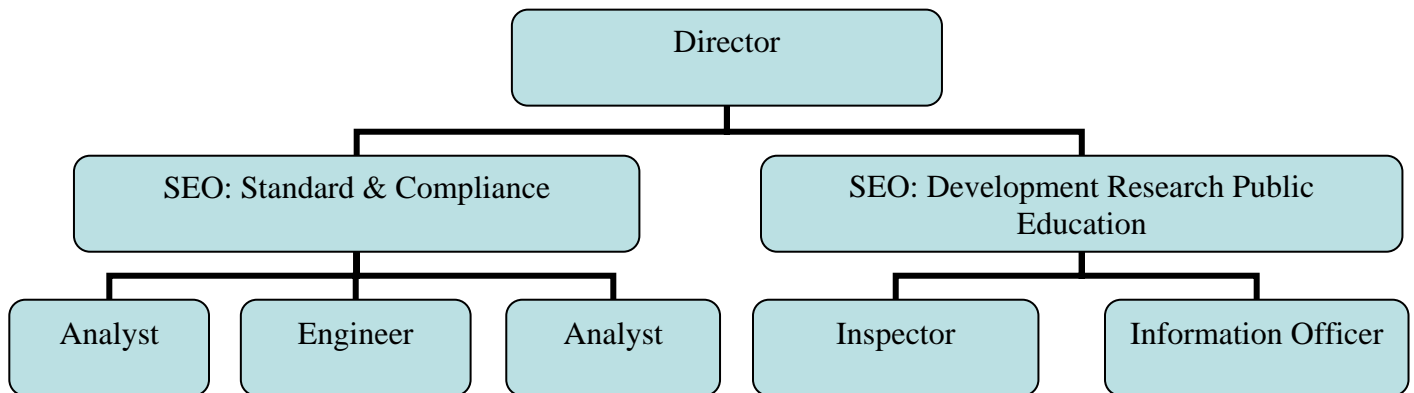 Director
SEO: Standard & Compliance
SEO: Development Research Public
Education
Analyst
Engineer
Analyst
Inspector
Information Officer